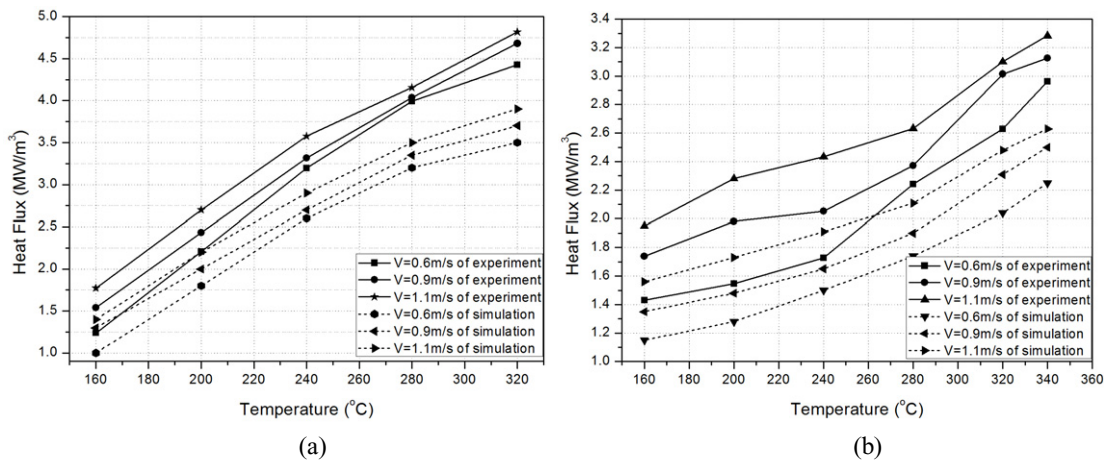 5.0
4.5
4.0
3.5
3.0
2.5
2.0
1.5
1.0
Heat Flux (MW/m³)
160 180 200 220 240 260 280 300 320
Temperature (°C)
V=0.6m/s of experiment
V=0.9m/s of experiment
V=1.1m/s of experiment
V=0.6m/s of simulation
V=0.9m/s of simulation
V=1.1m/s of simulation
(a)
3.4
3.2
3.0
2.8
2.6
2.4
2.2
2.0
1.8
1.6
1.4
1.2
1.0
Heat Flux (MW/m³)
160 180 200 220 240 260 280 300 320 340 360
Temperature (°C)
V=0.6m/s of experiment
V=0.9m/s of experiment
V=1.1m/s of experiment
V=0.6m/s of simulation
V=0.9m/s of simulation
V=1.1m/s of simulation
(b)